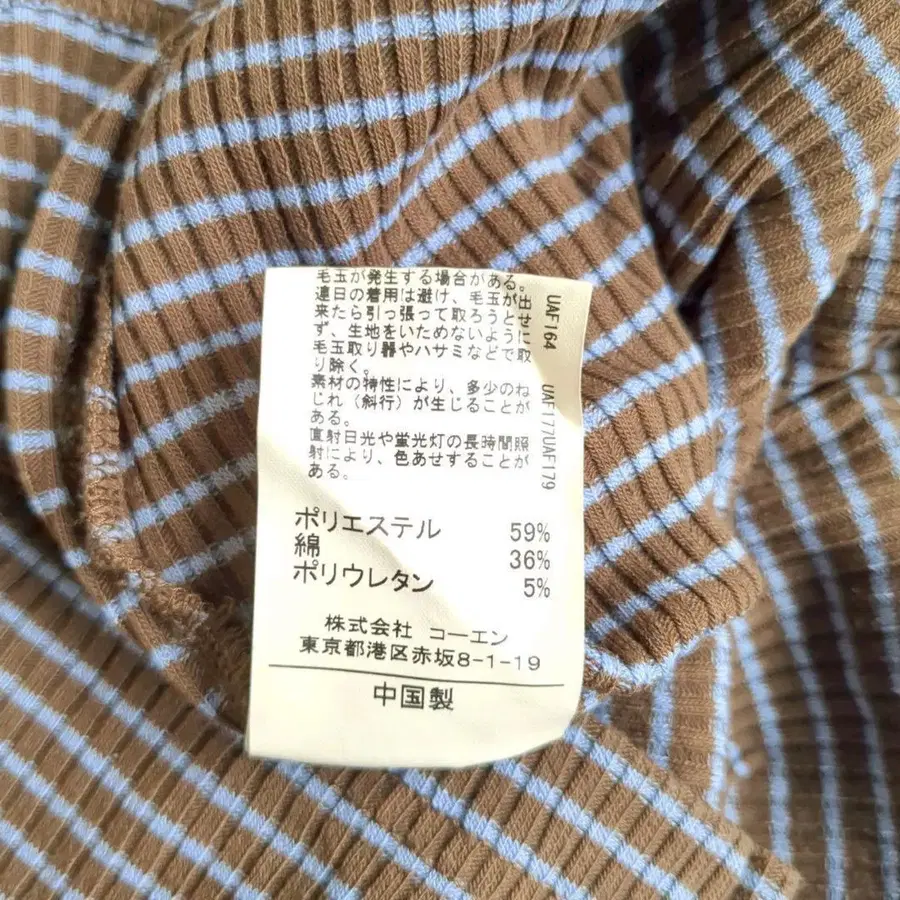 毛玉が発生する場合がある。
連日の着用は避け、毛玉が出
来たら引っ張って取ろうとせ
ず、生地をいためないように
毛玉取り器やハサミなどで取
り除く。
素材の特性により、多少のね
じれ（斜行）が生じることが
ある。
直射日光や蛍光灯の長時間照
射により、色あせすることが
ある。
UAF164 UAF177UAF179
ポリエステル 59%
綿 36%
ポリウレタン 5%
株式会社 コーエン
東京都港区赤坂8-1-19
中国製